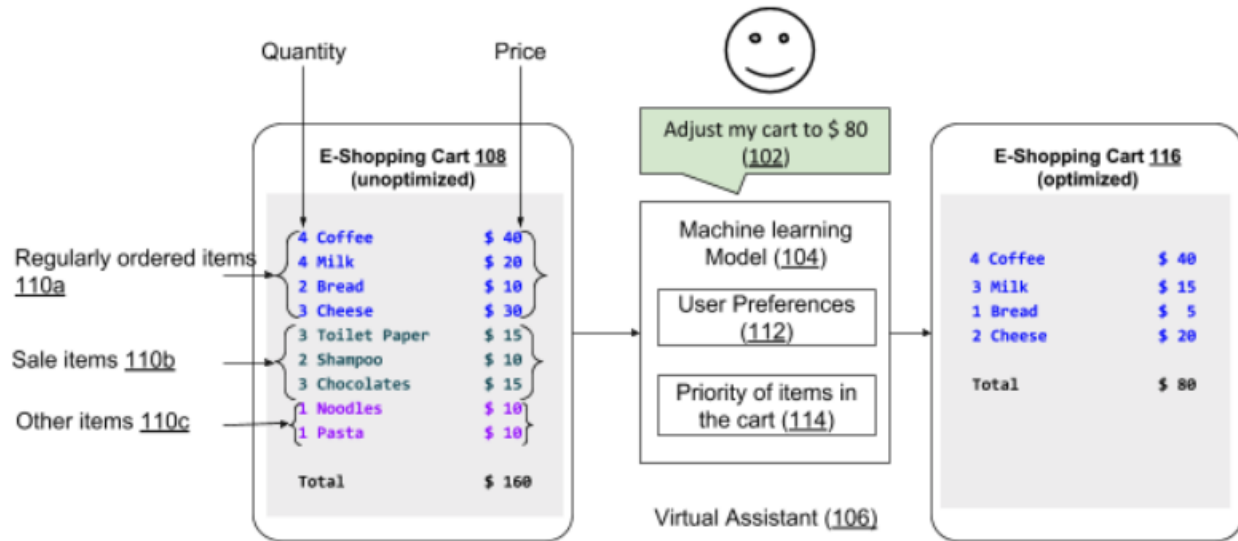 Quantity
Price
Adjust my cart to $ 80
(102)
E-Shopping Cart 108
(unoptimized)
4 Coffee $ 40
4 Milk $ 20
2 Bread $ 10
3 Cheese $ 30
3 Toilet Paper $ 15
2 Shampoo $ 10
3 Chocolates $ 15
1 Noodles $ 10
1 Pasta $ 10
Total $ 160
Regularly ordered items
110a
Sale items 110b
Other items 110c
Machine learning
Model (104)
User Preferences
(112)
Priority of items in
the cart (114)
Virtual Assistant (106)
E-Shopping Cart 116
(optimized)
4 Coffee $ 40
3 Milk $ 15
1 Bread $ 5
2 Cheese $ 20
Total $ 80